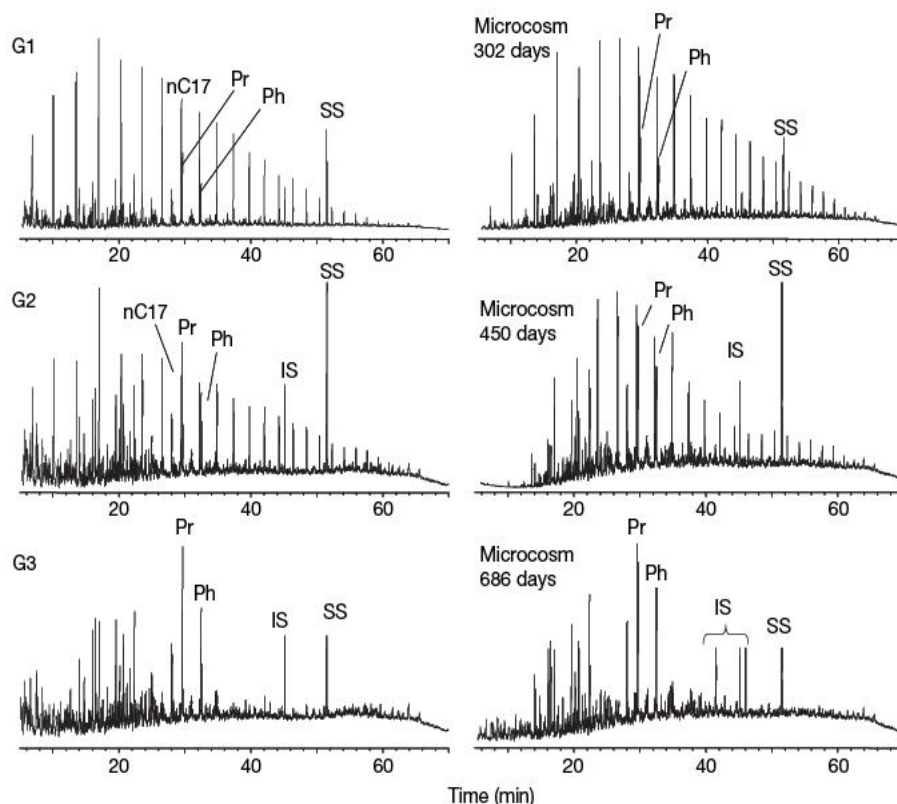 G1
nC17
Pr
Ph
SS
20 40 60
Microcosm
302 days
Pr
Ph
SS
20 40 60
G2
nC17
Pr
Ph
IS
SS
20 40 60
Microcosm
450 days
Pr
Ph
IS
SS
20 40 60
G3
Pr
Ph
IS
SS
20 40 60
Microcosm
686 days
Pr
Ph
IS
SS
20 40 60
Time (min)